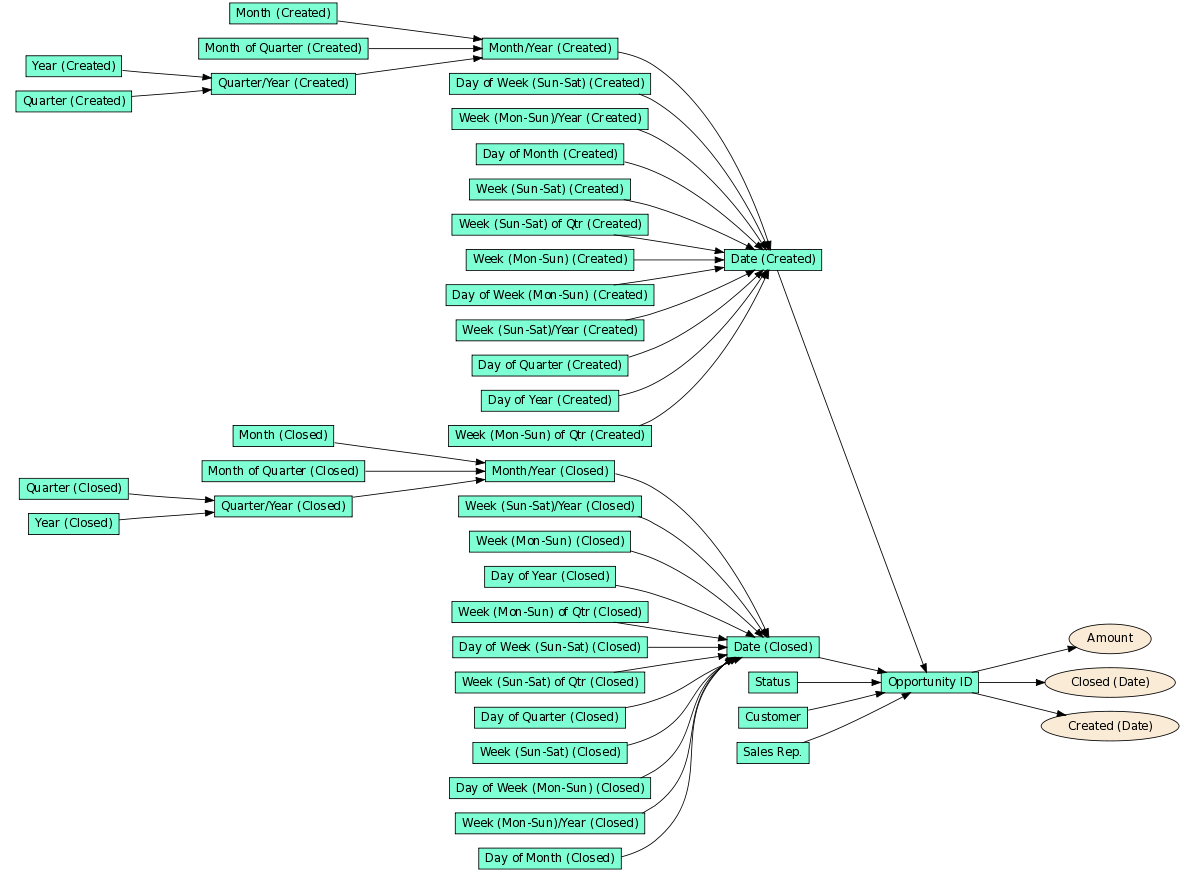 Month (Created)
Month of Quarter (Created)
Month/Year (Created)
Year (Created)
Quarter/Year (Created)
Day of Week (Sun-Sat) (Created)
Quarter (Created)
Week (Mon-Sun)/Year (Created)
Day of Month (Created)
Week (Sun-Sat) (Created)
Week (Sun-Sat) of Qtr (Created)
Week (Mon-Sun) (Created)
Date (Created)
Day of Week (Mon-Sun) (Created)
Week (Sun-Sat)/Year (Created)
Day of Quarter (Created)
Day of Year (Created)
Week (Mon-Sun) of Qtr (Created)
Month (Closed)
Month of Quarter (Closed)
Month/Year (Closed)
Quarter (Closed)
Quarter/Year (Closed)
Week (Sun-Sat)/Year (Closed)
Year (Closed)
Week (Mon-Sun) (Closed)
Day of Year (Closed)
Week (Mon-Sun) of Qtr (Closed)
Day of Week (Sun-Sat) (Closed)
Date (Closed)
Amount
Week (Sun-Sat) of Qtr (Closed)
Status
Opportunity ID
Closed (Date)
Day of Quarter (Closed)
Customer
Created (Date)
Week (Sun-Sat) (Closed)
Sales Rep.
Day of Week (Mon-Sun) (Closed)
Week (Mon-Sun)/Year (Closed)
Day of Month (Closed)